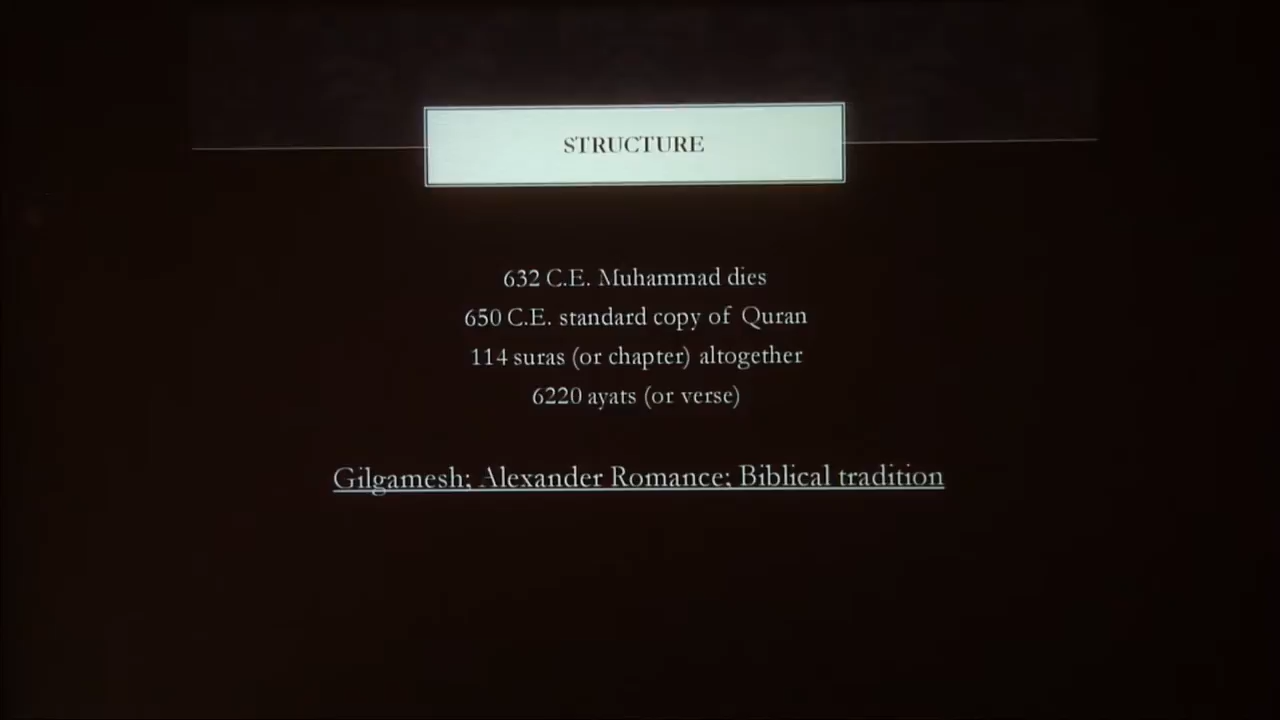 STRUCTURE
632 C.E. Muhammad dies
650 C.E. standard copy of Quran
114 suras (or chapter) altogether
6220 ayats (or verse)
Gilgamesh; Alexander Romance; Biblical tradition